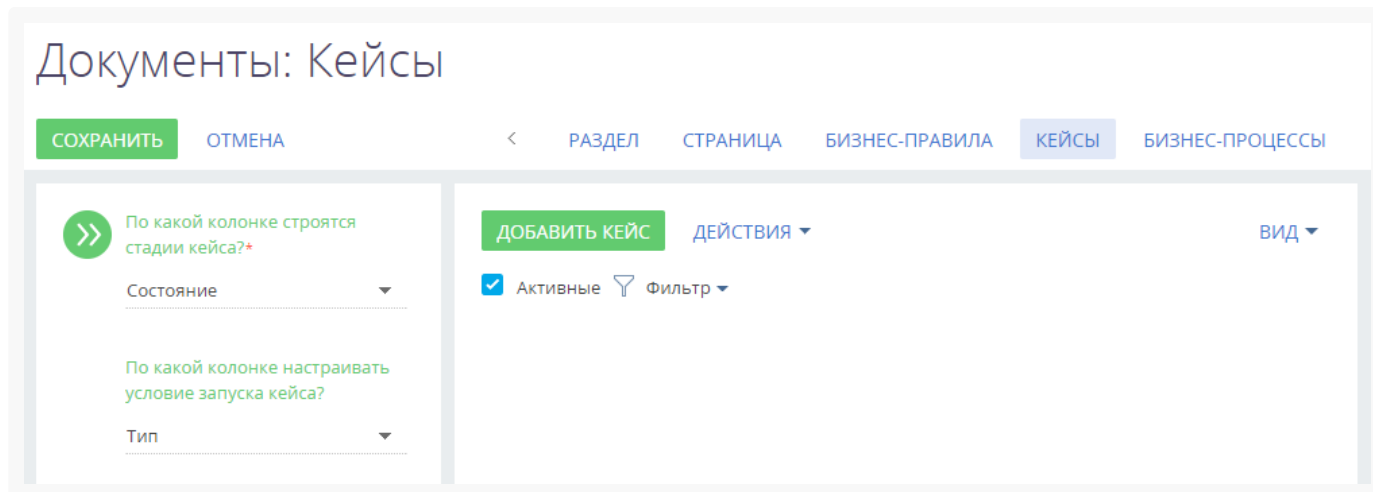 Документы: Кейсы
СОХРАНИТЬ ОТМЕНА РАЗДЕЛ СТРАНИЦА БИЗНЕС-ПРАВИЛА КЕЙСЫ БИЗНЕС-ПРОЦЕССЫ
По какой колонке строятся
стадии кейса?*
Состояние
По какой колонке настраивать
условие запуска кейса?
Тип
ДОБАВИТЬ КЕЙС ДЕЙСТВИЯ ВИД
Активные Фильтр